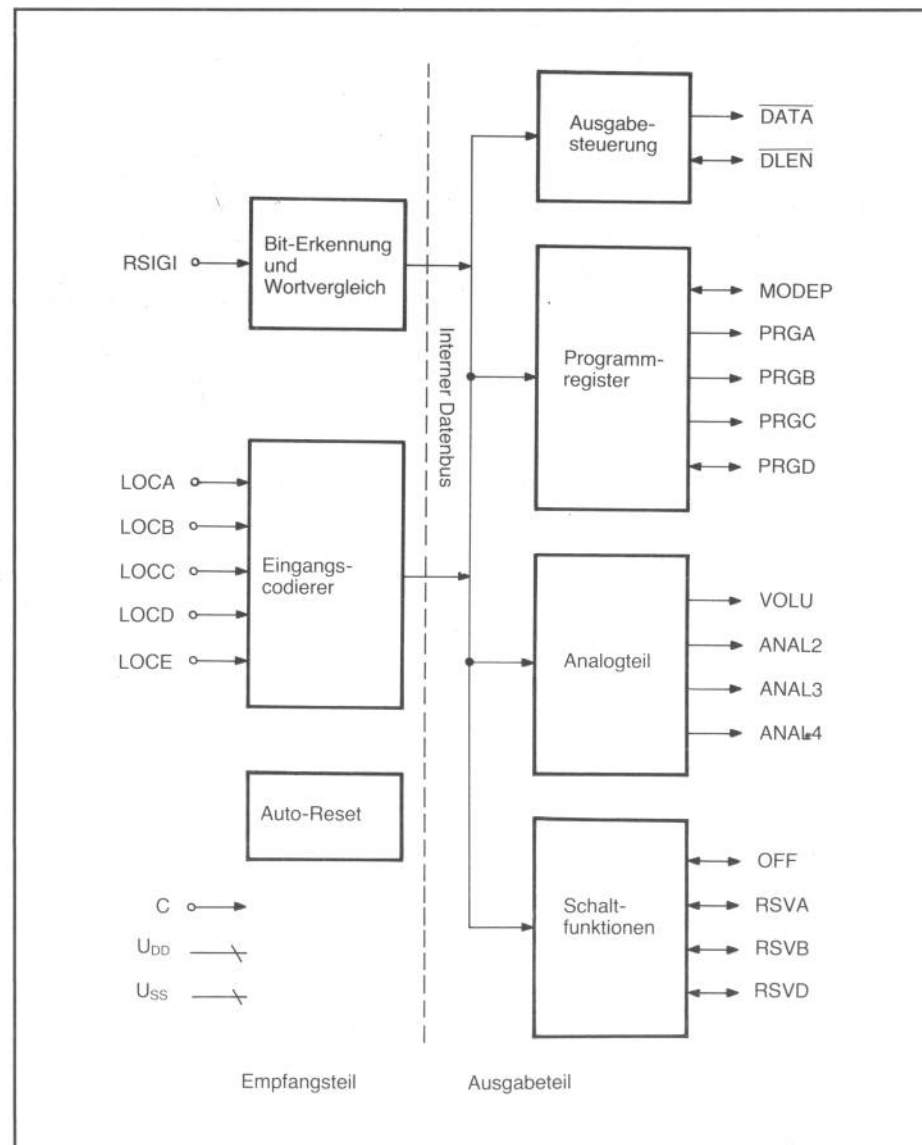 Ausgabe-
steuerung
DATA
DLEN
RSIGI
Bit-Erkennung
und
Wortvergleich
Interner Datenbus
Programm-
register
MODEP
PRGA
PRGB
PRGC
PRGD
LOCA
LOCB
LOCC
LOCD
LOCE
Eingangs-
codierer
Analogteil
VOLU
ANAL2
ANAL3
ANAL4
Auto-Reset
C
UDD
USS
Schalt-
funktionen
OFF
RSVA
RSVB
RSVD
Empfangsteil
Ausgabeteil